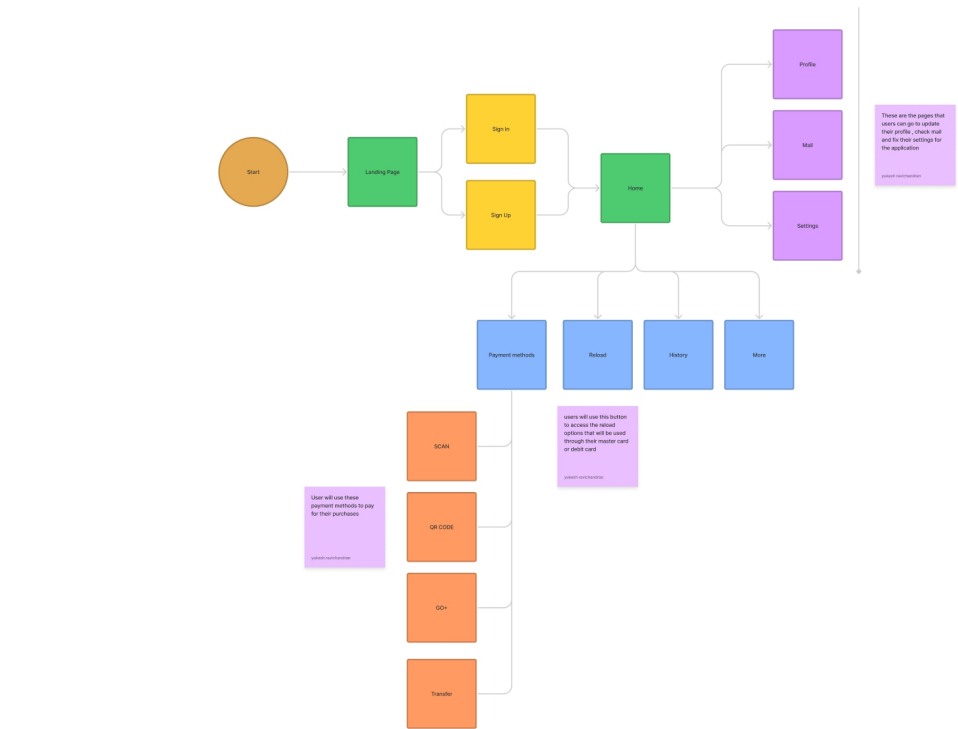 Profile
These are the pages that
users can go to update
their profile , check mail
and fix their settings for
the application
Sign In
Start
Landing Page
Mail
Home
Sign Up
Settings
Payment methods
Reload
History
More
users will use this button
to access the reload
options that will be used
through their master card
or debit card
SCAN
User will use these
payment methods to pay
for their purchases
QR CODE
GO+
Transfer